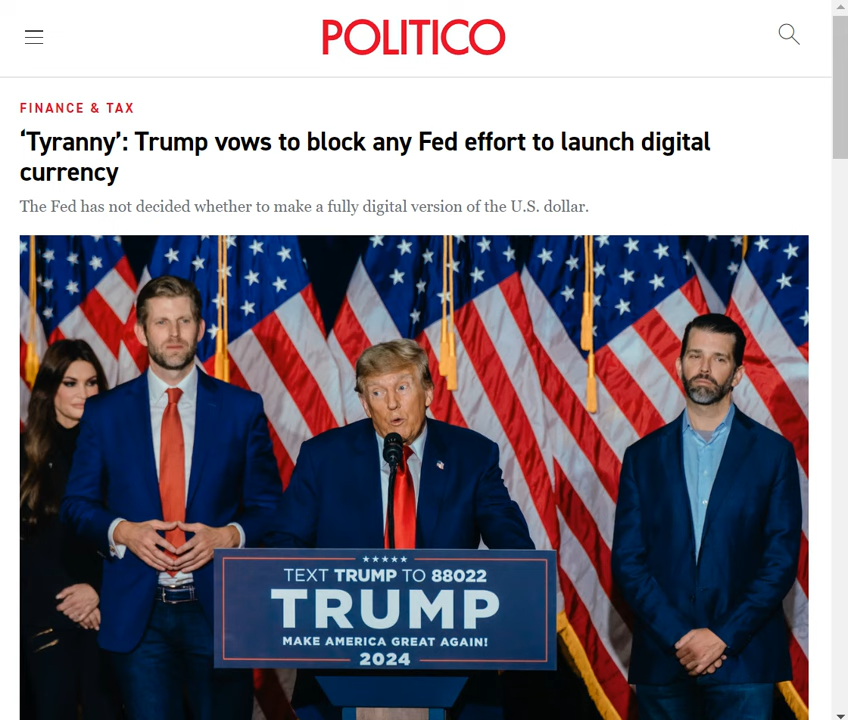 POLITICO
FINANCE & TAX
‘Tyranny’: Trump vows to block any Fed effort to launch digital
currency
The Fed has not decided whether to make a fully digital version of the U.S. dollar.
TEXT TRUMP TO 88022
TRUMP
MAKE AMERICA GREAT AGAIN!
2024